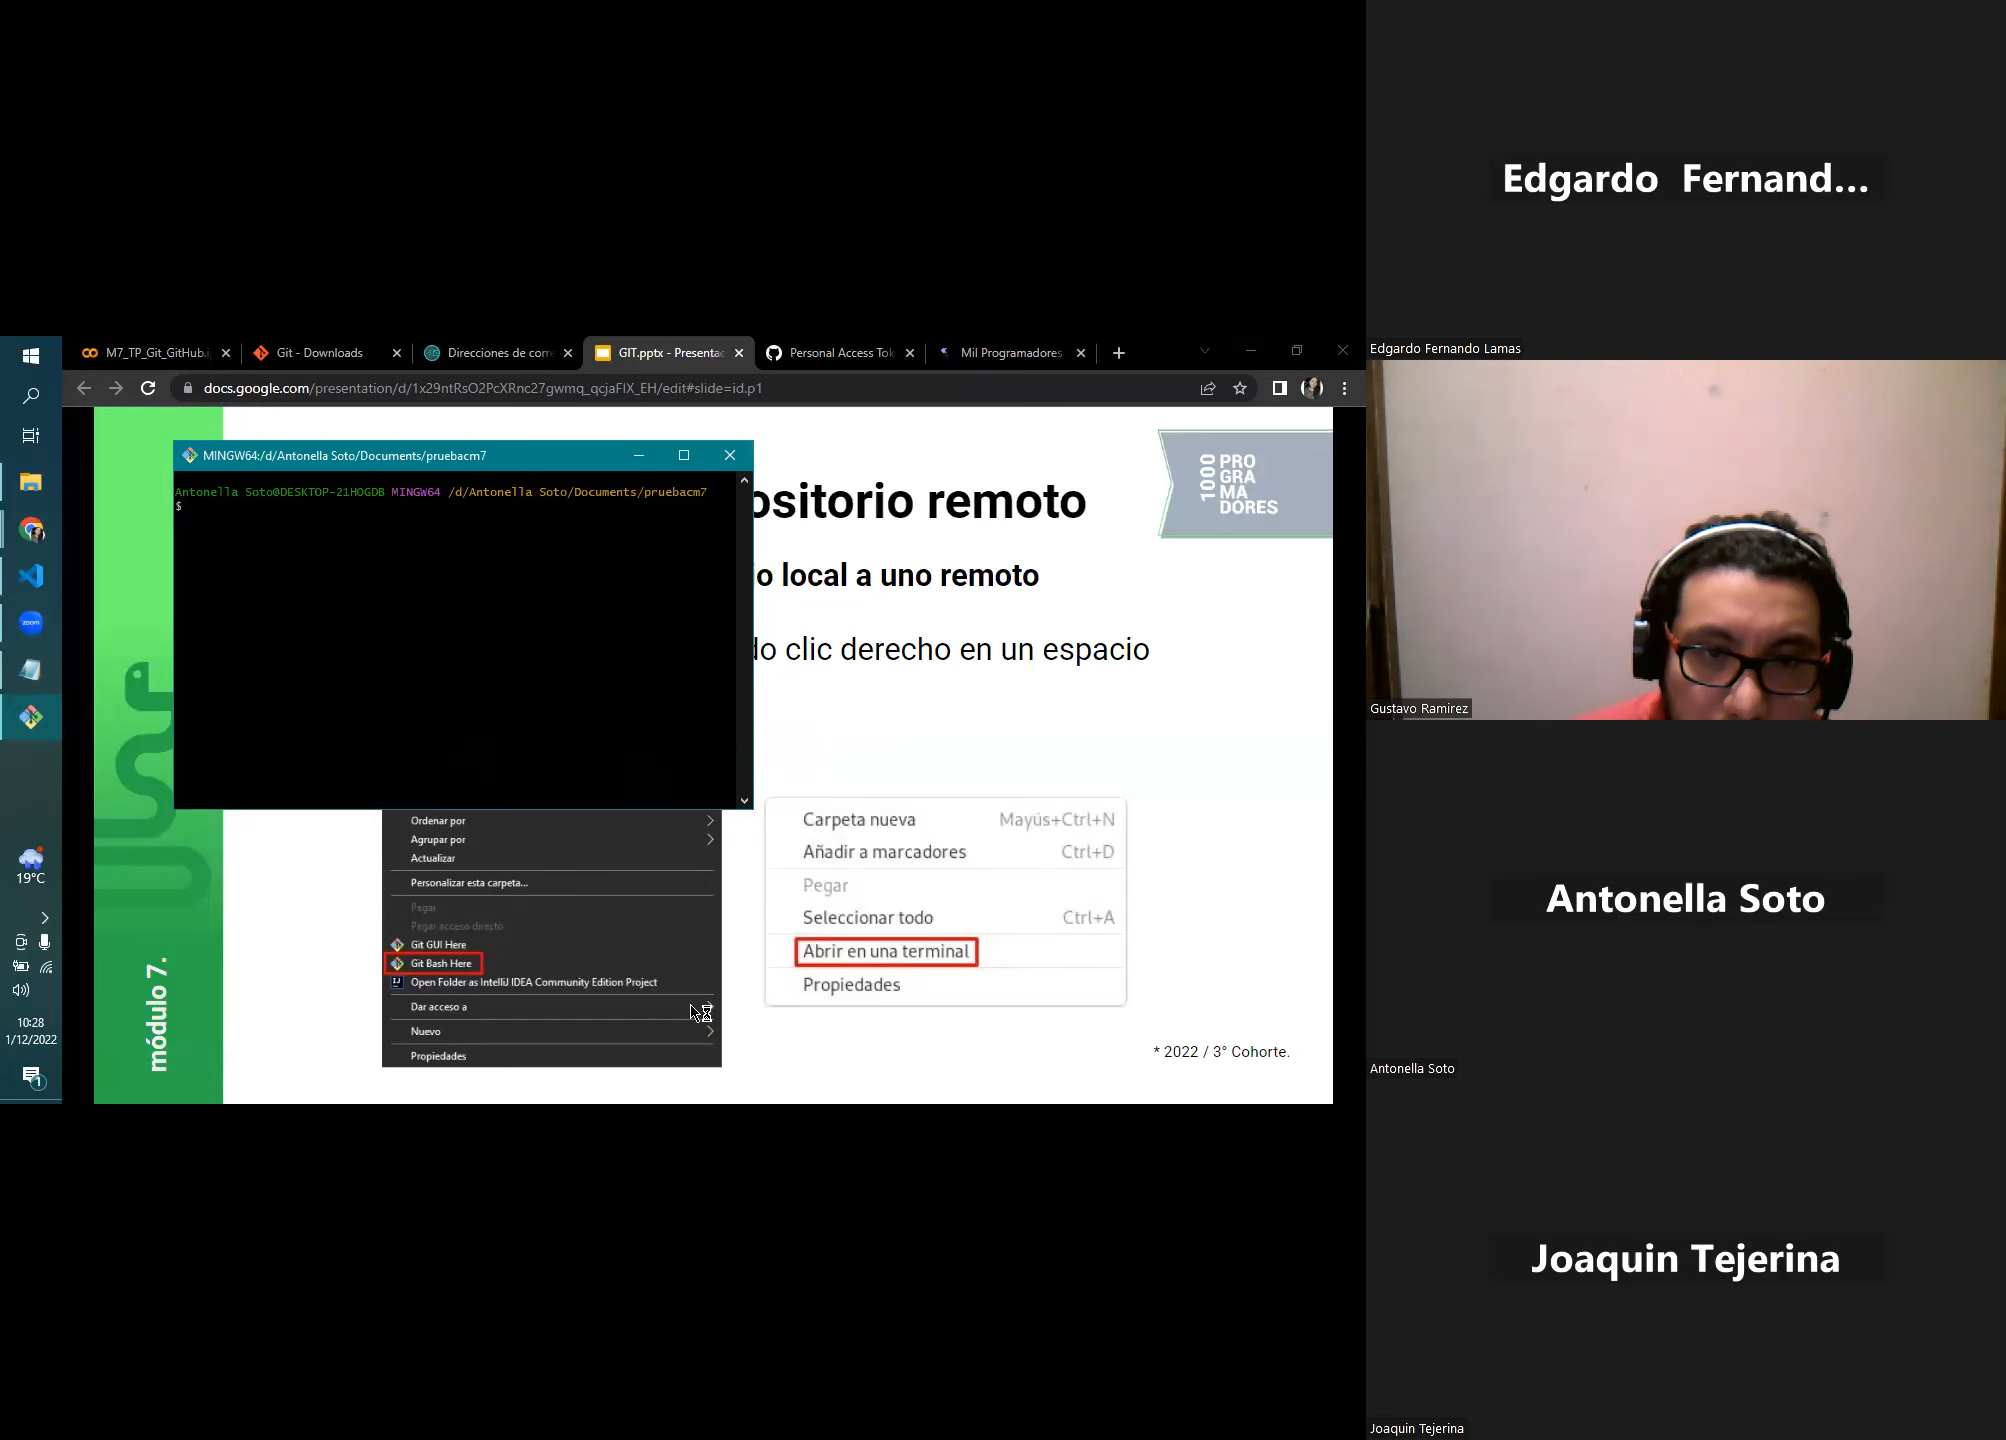 M7_TP_Git_GitHub.i
Git - Downloads
Direcciones de corre
GIT.pptx - Presentac
Personal Access Tok
Mil Programadores
docs.google.com/presentation/d/1x29ntRsO2PcXRnc27gwmq_qcjaFlX_EH/edit#slide=id.p1
MINGW64:/d/Antonella Soto/Documents/pruebacm7
Antonella Soto@DESKTOP-21HOGDB MINGW64 /d/Antonella Soto/Documents/pruebacm7
$
ositorio remoto
o local a uno remoto
do clic derecho en un espacio
1000
PRO
GRA
MA
DORES
Ordenar por
Agrupar por
Actualizar
Personalizar esta carpeta...
Pegar
Pegar acceso directo
Git GUI Here
Git Bash Here
Open Folder as IntelliJ IDEA Community Edition Project
Dar acceso a
Nuevo
Propiedades
Carpeta nueva Mayús+Ctrl+N
Añadir a marcadores Ctrl+D
Pegar
Seleccionar todo Ctrl+A
Abrir en una terminal
Propiedades
* 2022 / 3° Cohorte.
módulo 7.
zoom
19°C
10:28
1/12/2022
1
Edgardo Fernand...
Edgardo Fernando Lamas
Gustavo Ramirez
Antonella Soto
Antonella Soto
Joaquin Tejerina
Joaquin Tejerina